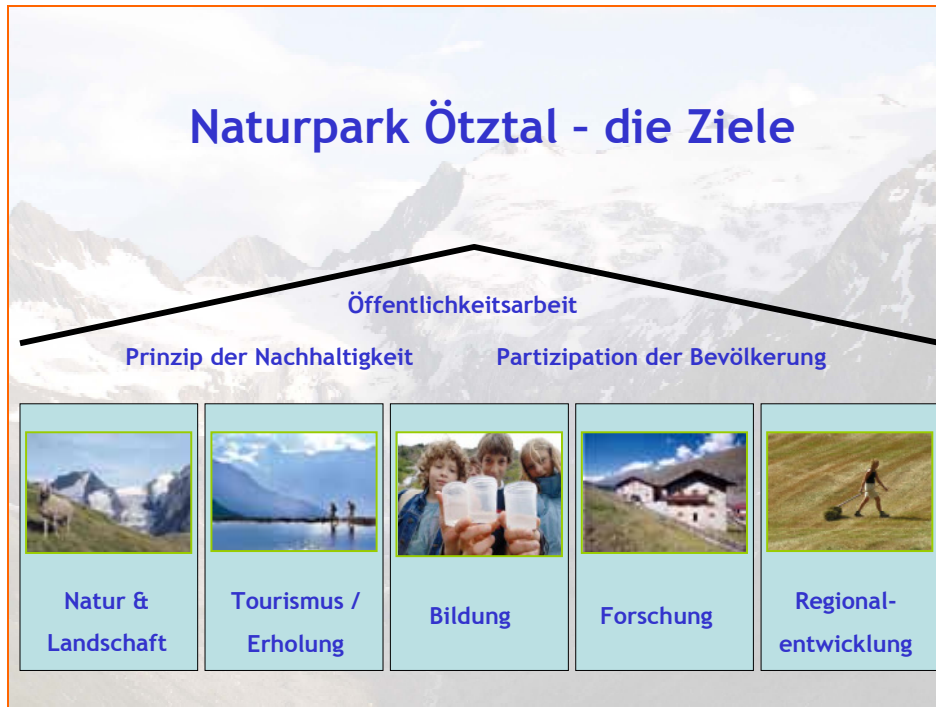 Naturpark Ötztal – die Ziele
Öffentlichkeitsarbeit
Prinzip der Nachhaltigkeit
Partizipation der Bevölkerung
Natur &
Landschaft
Tourismus /
Erholung
Bildung
Forschung
Regional-
entwicklung